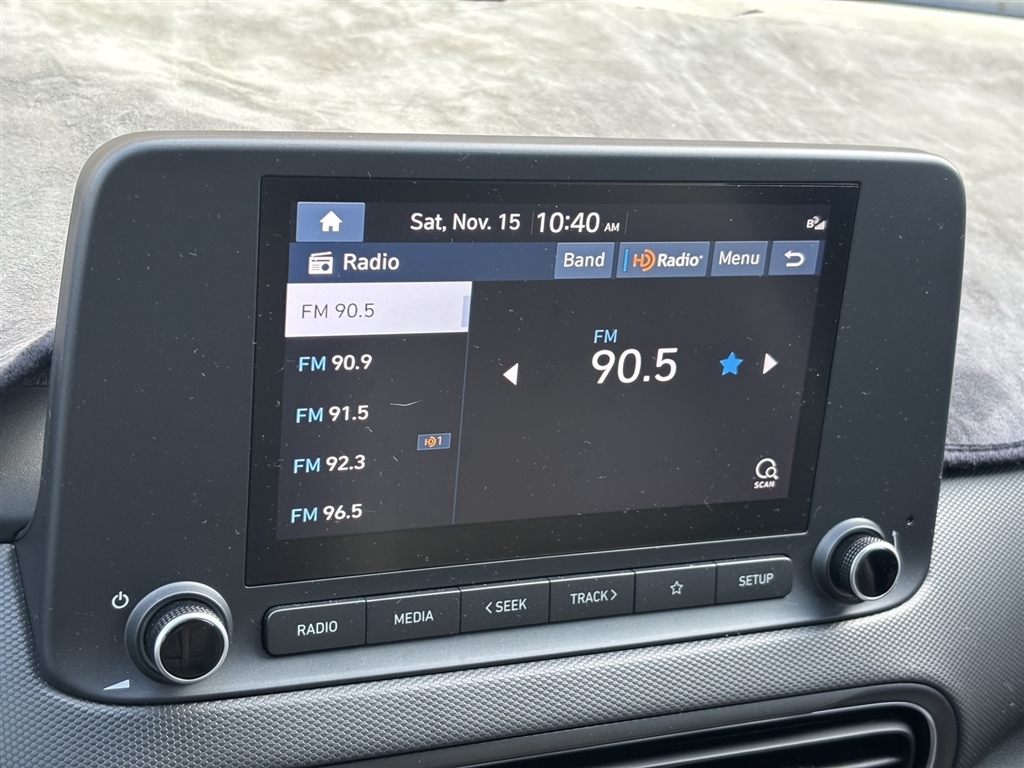 Sat, Nov. 15 10:40 AM
Radio Band HD Radio Menu
FM 90.5
FM 90.9
FM 91.5
HD1
FM 92.3
FM 96.5
FM
90.5
SCAN
RADIO MEDIA < SEEK TRACK > SETUP